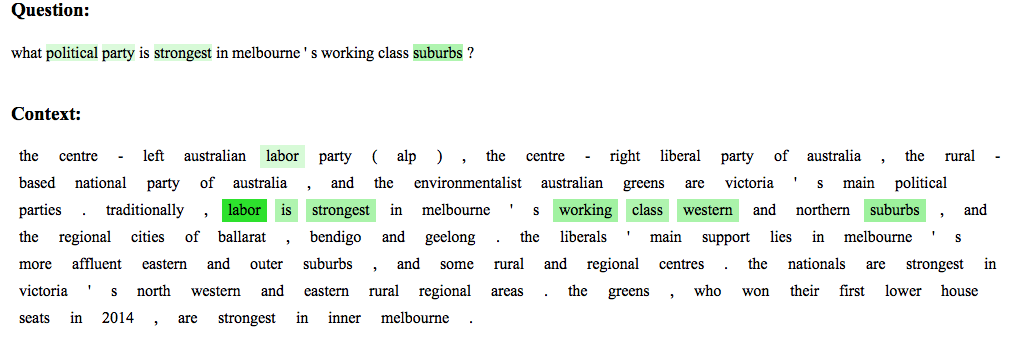 Question:
what political party is strongest in melbourne ' s working class suburbs ?
Context:
the centre - left australian labor party ( alp ) , the centre - right liberal party of australia , the rural -
based national party of australia , and the environmentalist australian greens are victoria ' s main political
parties . traditionally , labor is strongest in melbourne ' s working class western and northern suburbs , and
the regional cities of ballarat , bendigo and geelong . the liberals ' main support lies in melbourne ' s
more affluent eastern and outer suburbs , and some rural and regional centres . the nationals are strongest in
victoria ' s north western and eastern rural regional areas . the greens , who won their first lower house
seats in 2014 , are strongest in inner melbourne .